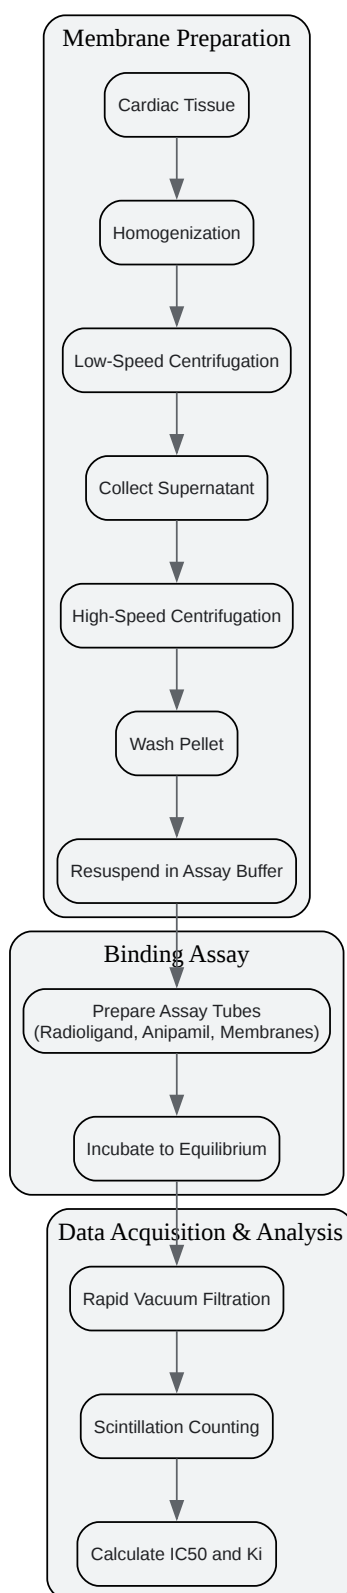 Membrane Preparation
Cardiac Tissue
Homogenization
Low-Speed Centrifugation
Collect Supernatant
High-Speed Centrifugation
Wash Pellet
Resuspend in Assay Buffer
Binding Assay
Prepare Assay Tubes
(Radioligand, Anipamil, Membranes)
Incubate to Equilibrium
Data Acquisition & Analysis
Rapid Vacuum Filtration
Scintillation Counting
Calculate IC50 and Ki